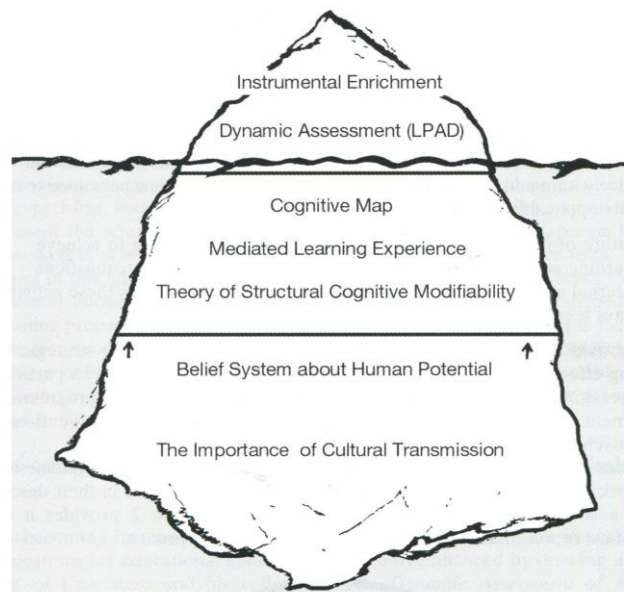 Instrumental Enrichment
Dynamic Assessment (LPAD)
Cognitive Map
Mediated Learning Experience
Theory of Structural Cognitive Modifiability
Belief System about Human Potential
The Importance of Cultural Transmission